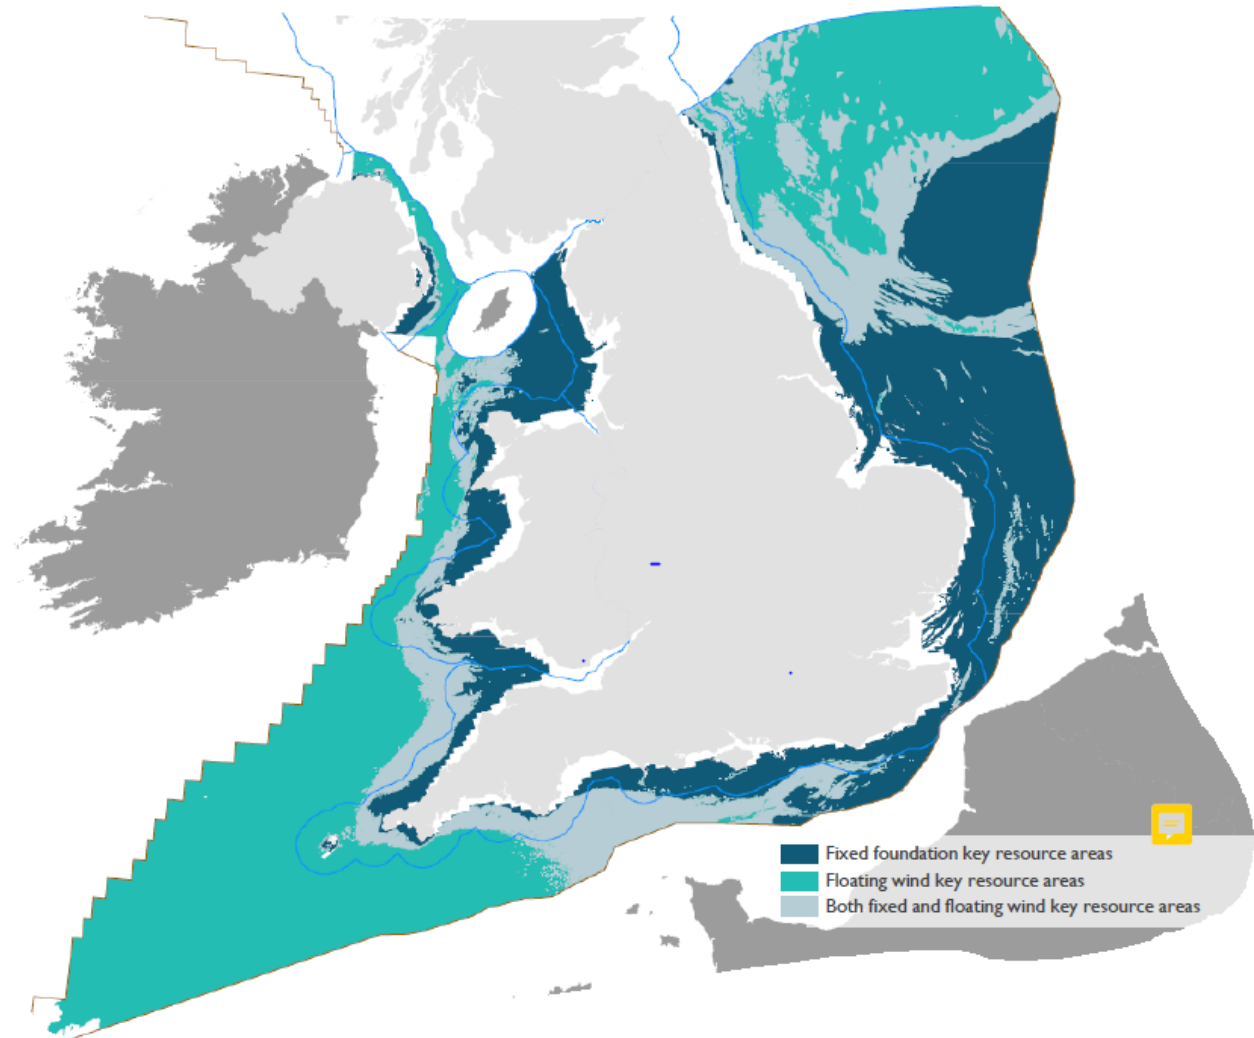 Fixed foundation key resource areas
Floating wind key resource areas
Both fixed and floating wind key resource areas